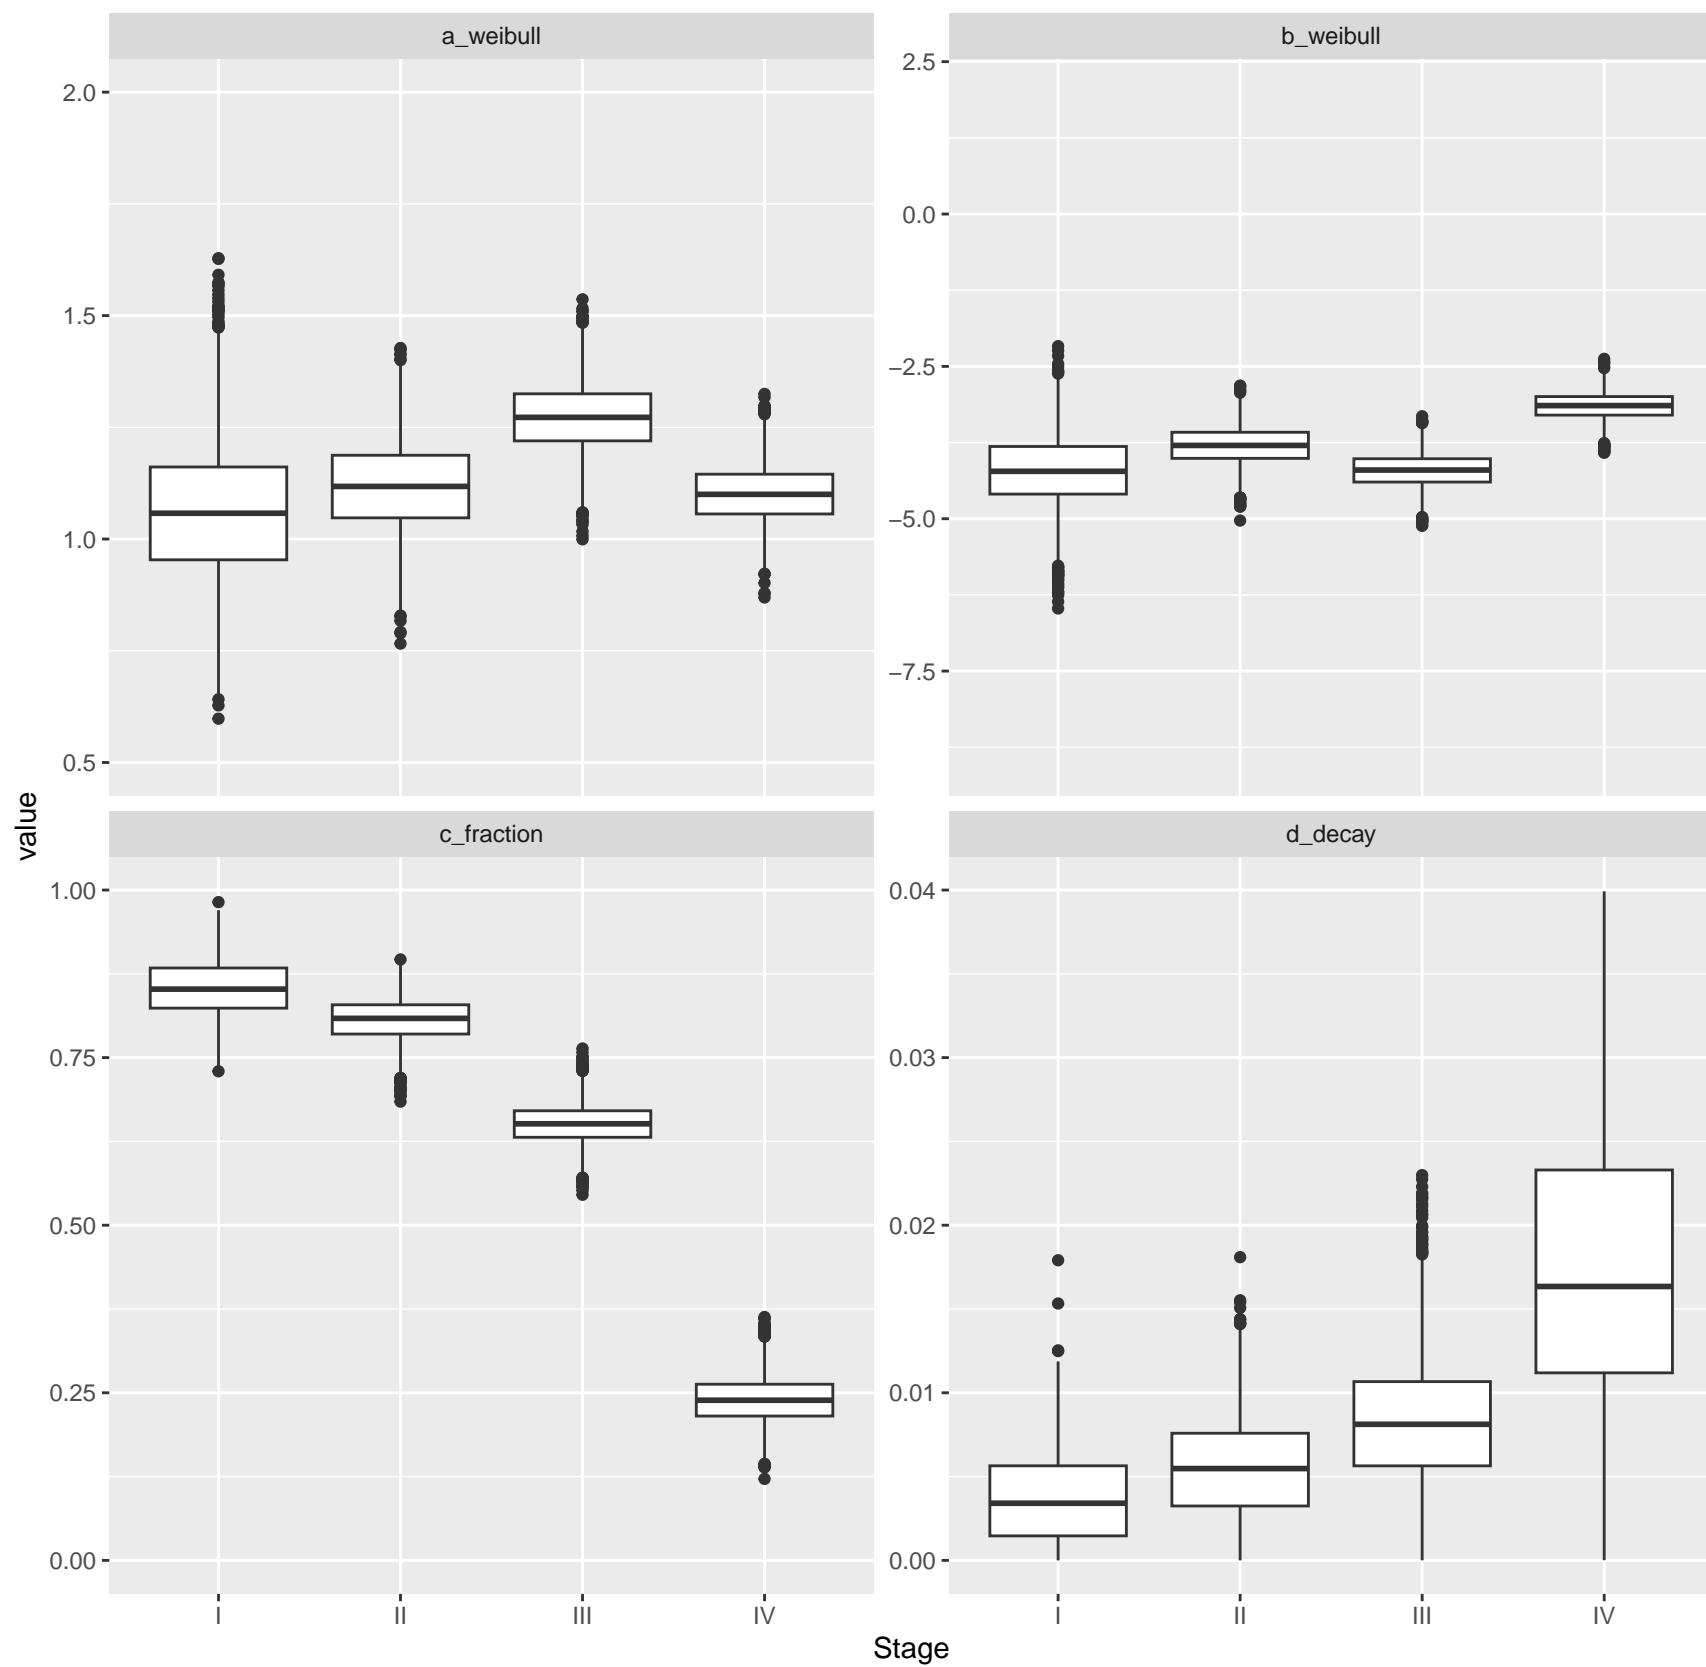 a_weibull
b_weibull
2.0
1.5
1.0
0.5
2.5
0.0
−2.5
−5.0
−7.5
value
c_fraction
d_decay
1.00
0.75
0.50
0.25
0.00
0.04
0.03
0.02
0.01
0.00
I II III IV
I II III IV
Stage